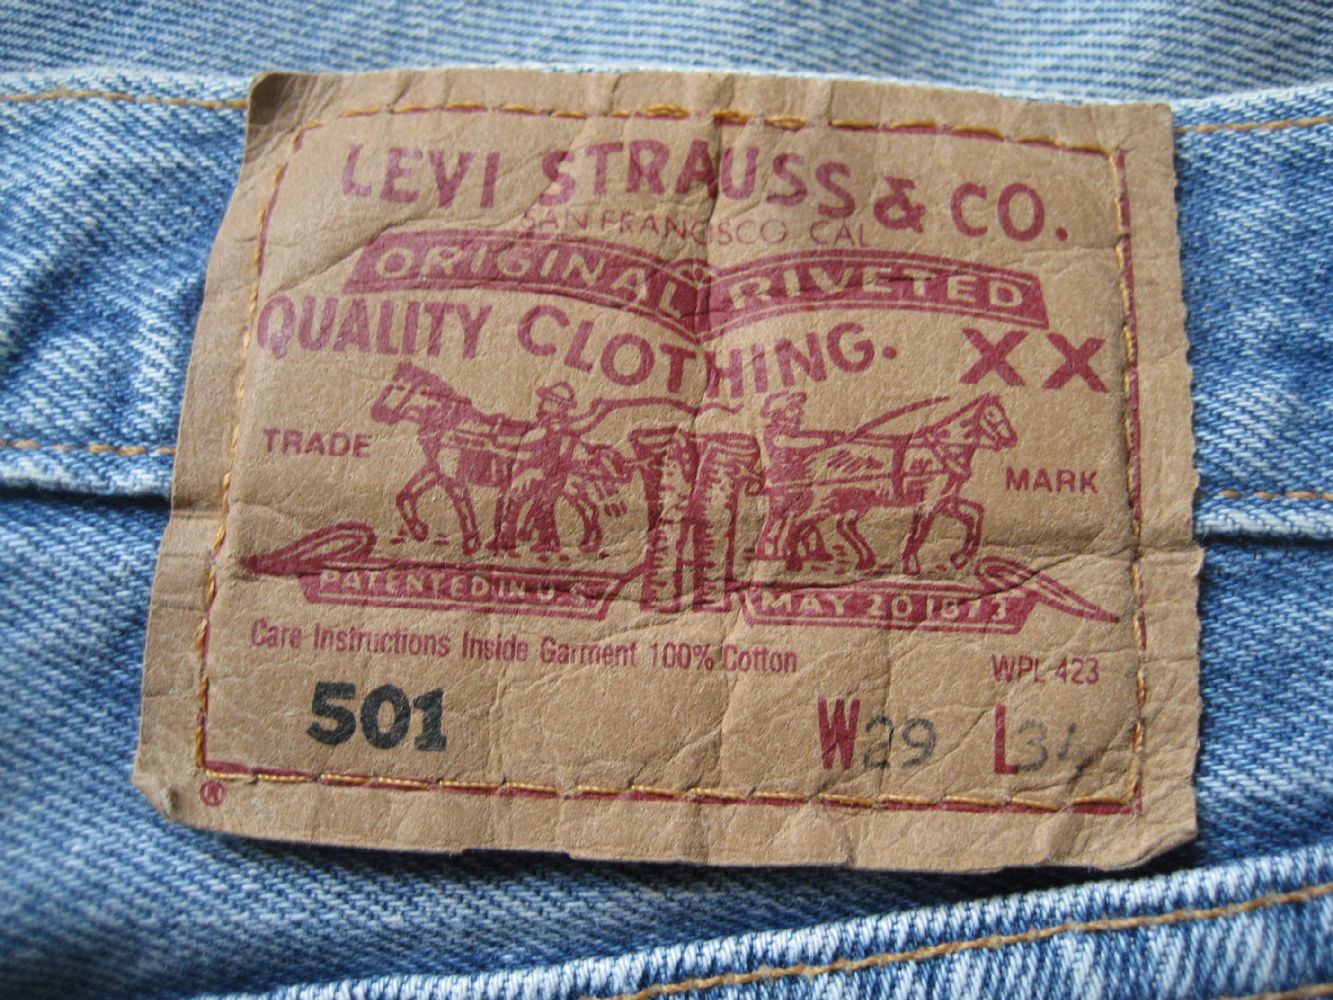 LEVI STRAUSS & CO.
SAN FRANCISCO CAL
ORIGINAL RIVETED
QUALITY CLOTHING. XX
TRADE MARK
PATENTED IN U.S. MAY 20 1873
Care Instructions Inside Garment 100% Cotton WPL 423
501 W29 L34
®